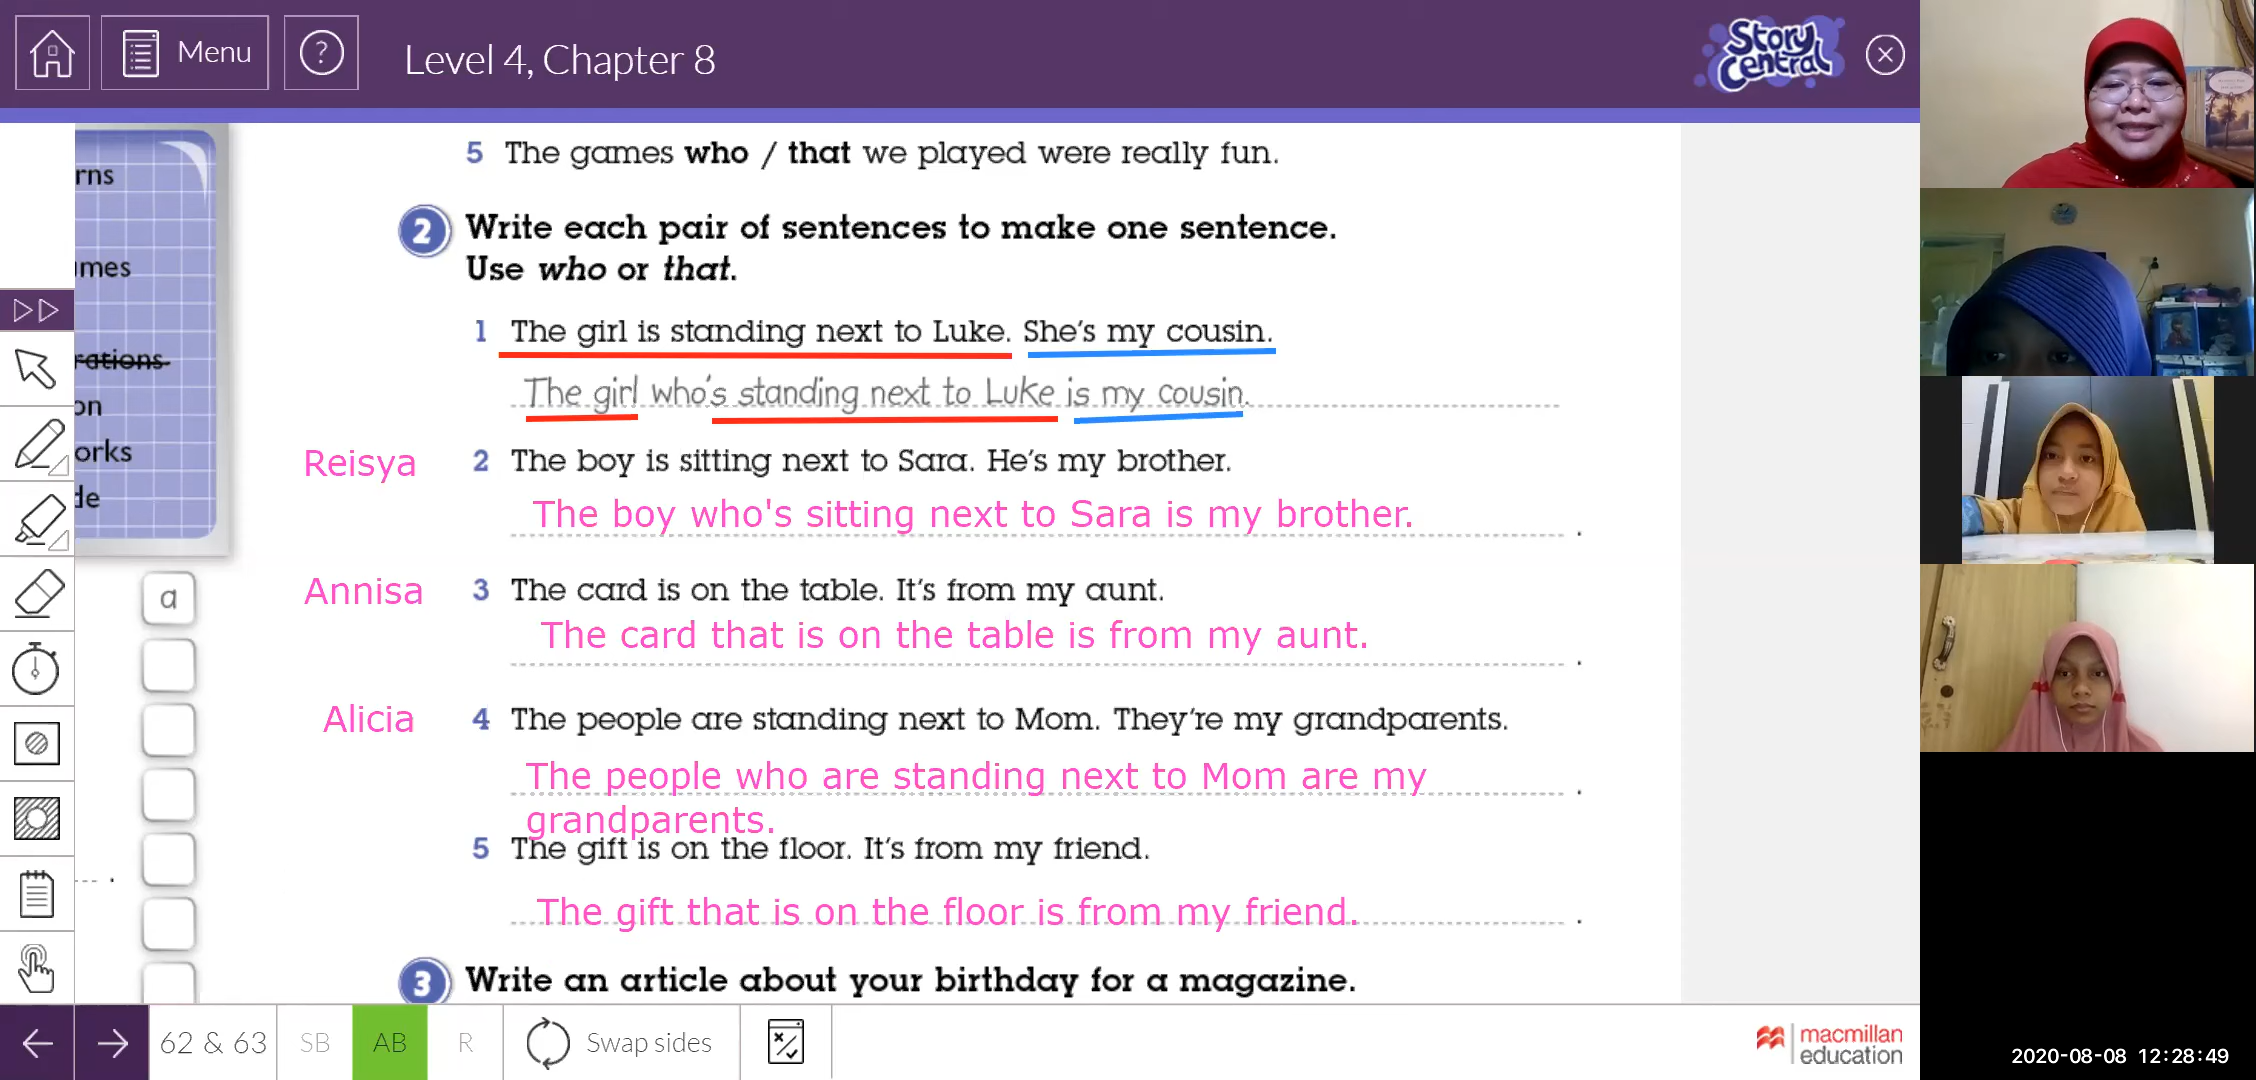 Menu
?
Level 4, Chapter 8
Story Central
5 The games who / that we played were really fun.
rns
mes
rations
on
orks
de
2 Write each pair of sentences to make one sentence.
Use who or that.
1 The girl is standing next to Luke. She's my cousin.
The girl who's standing next to Luke is my cousin.
Reisya 2 The boy is sitting next to Sara. He's my brother.
The boy who's sitting next to Sara is my brother.
.
Annisa 3 The card is on the table. It's from my aunt.
a
The card that is on the table is from my aunt.
.
Alicia 4 The people are standing next to Mom. They're my grandparents.
The people who are standing next to Mom are my
.
grandparents.
5 The gift is on the floor. It's from my friend.
The gift that is on the floor is from my friend.
.
3 Write an article about your birthday for a magazine.
62 & 63
SB
AB
R
Swap sides
macmillan
education
2020-08-08 12:28:49